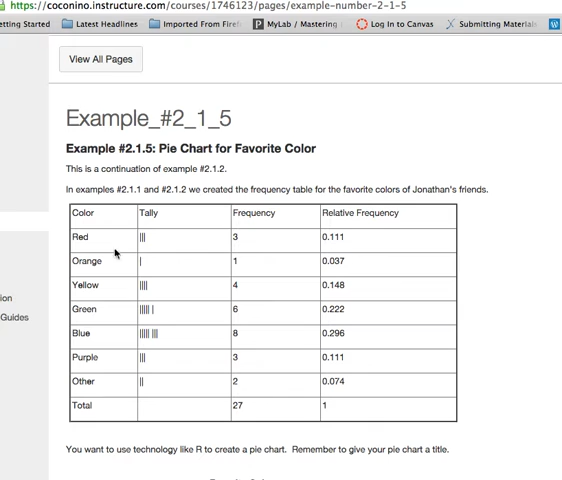 https://coconino.instructure.com/courses/1746123/pages/example-number-2-1-5
etting Started Latest Headlines Imported From Firef MyLab / Mastering Log In to Canvas Submitting Materials
View All Pages
Example_#2_1_5
Example #2.1.5: Pie Chart for Favorite Color
This is a continuation of example #2.1.2.
In examples #2.1.1 and #2.1.2 we created the frequency table for the favorite colors of Jonathan's friends.
Color Tally Frequency Relative Frequency
Red ||| 3 0.111
Orange | 1 0.037
Yellow |||| 4 0.148
Green ||||| | 6 0.222
Blue ||||| ||| 8 0.296
Purple ||| 3 0.111
Other || 2 0.074
Total 27 1
ion
Guides
You want to use technology like R to create a pie chart. Remember to give your pie chart a title.